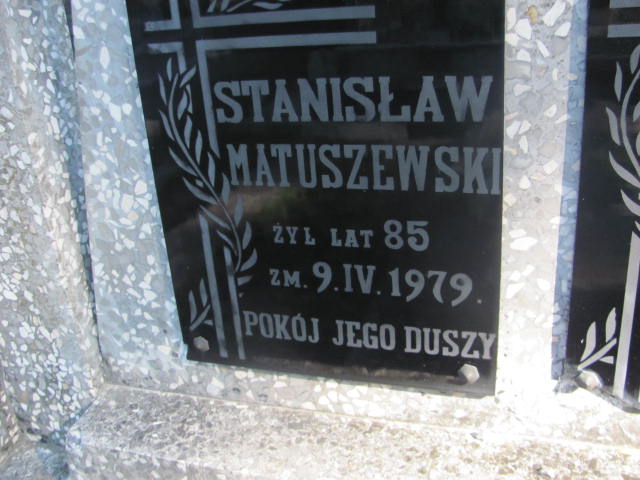 STANISŁAW
MATUSZEWSKI
ŻYŁ LAT 85
ZM. 9.IV.1979.
POKÓJ JEGO DUSZY